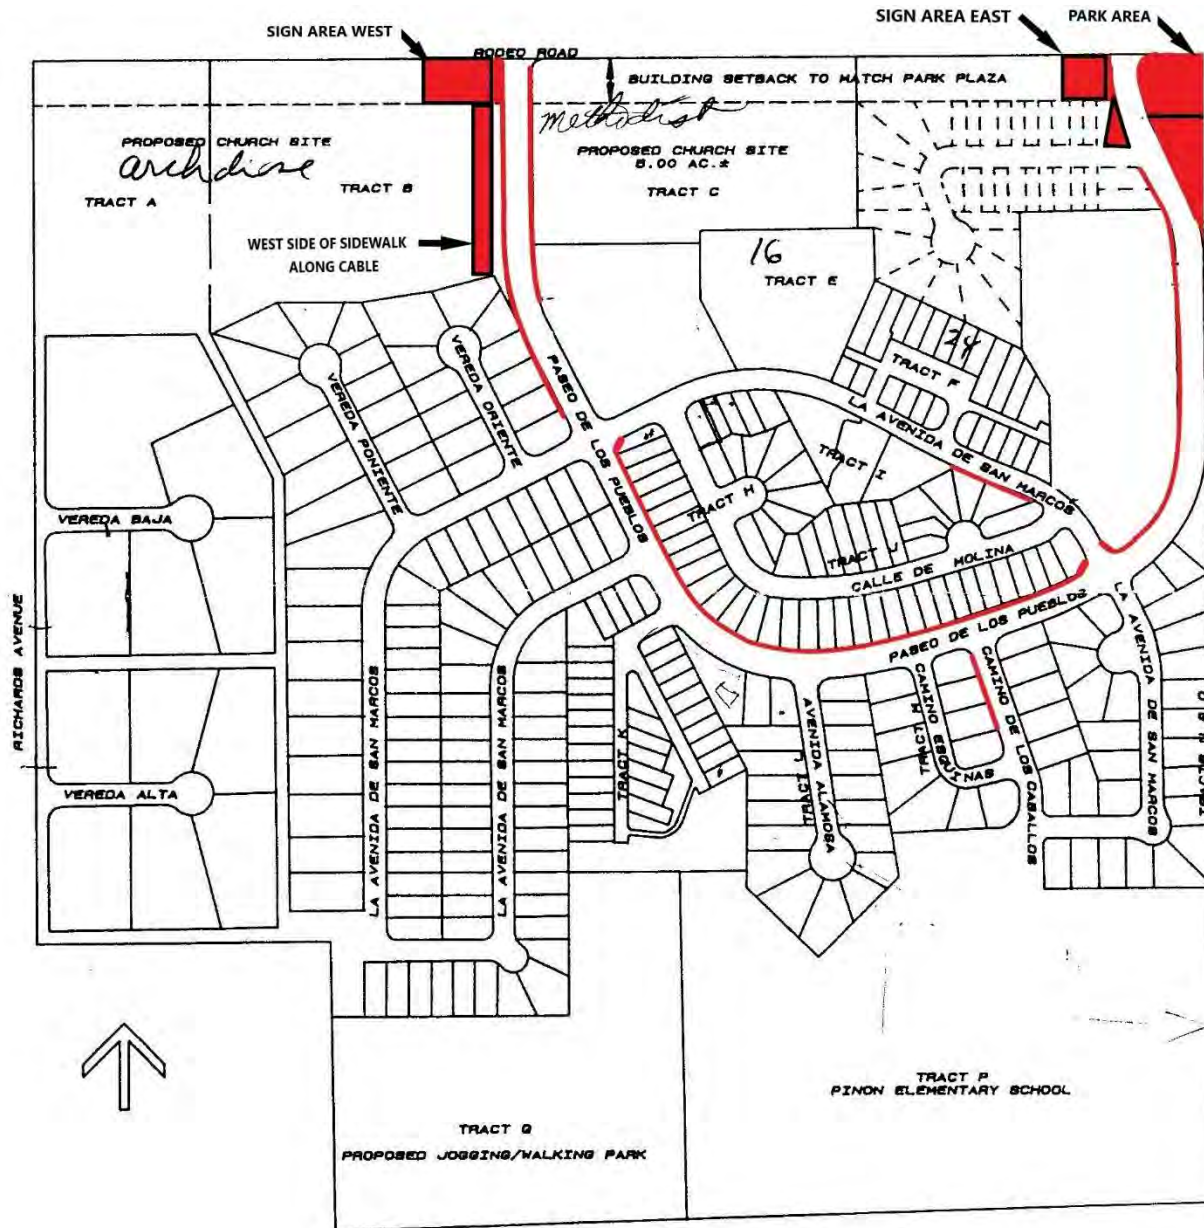 SIGN AREA WEST
SIGN AREA EAST
PARK AREA
RODEO ROAD
BUILDING SETBACK TO MATCH PARK PLAZA
methodist
PROPOSED CHURCH SITE
archdiose
TRACT A
TRACT B
PROPOSED CHURCH SITE
5.00 AC.±
TRACT C
WEST SIDE OF SIDEWALK
ALONG CABLE
16
TRACT E
24
TRACT F
VEREDA PONIENTE
VEREDA ORIENTE
PASEO DE LOS PUEBLOS
LA AVENIDA DE SAN MARCOS
TRACT H
TRACT I
TRACT J
CALLE DE MOLINA
VEREDA BAJA
RICHARDS AVENUE
VEREDA ALTA
LA AVENIDA DE SAN MARCOS
LA AVENIDA DE SAN MARCOS
TRACT K
TRACT L
AVENIDA ALAMOSA
PASEO DE LOS PUEBLOS
TRACT M
CAMINO ESQUINAS
CAMINO DE LOS CABALLOS
LA AVENIDA DE SAN MARCOS
TRACT P
PINON ELEMENTARY SCHOOL
TRACT Q
PROPOSED JOGGING/WALKING PARK